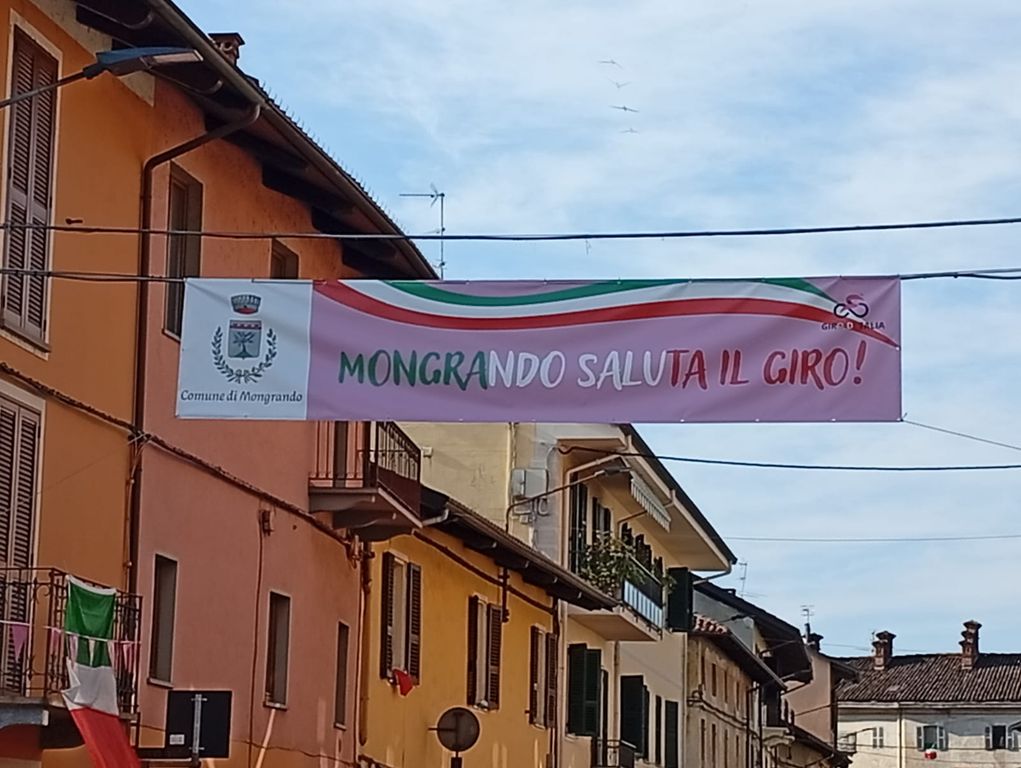 GIRO D'ITALIA
MONGRANDO SALUTA IL GIRO!
Comune di Mongrando